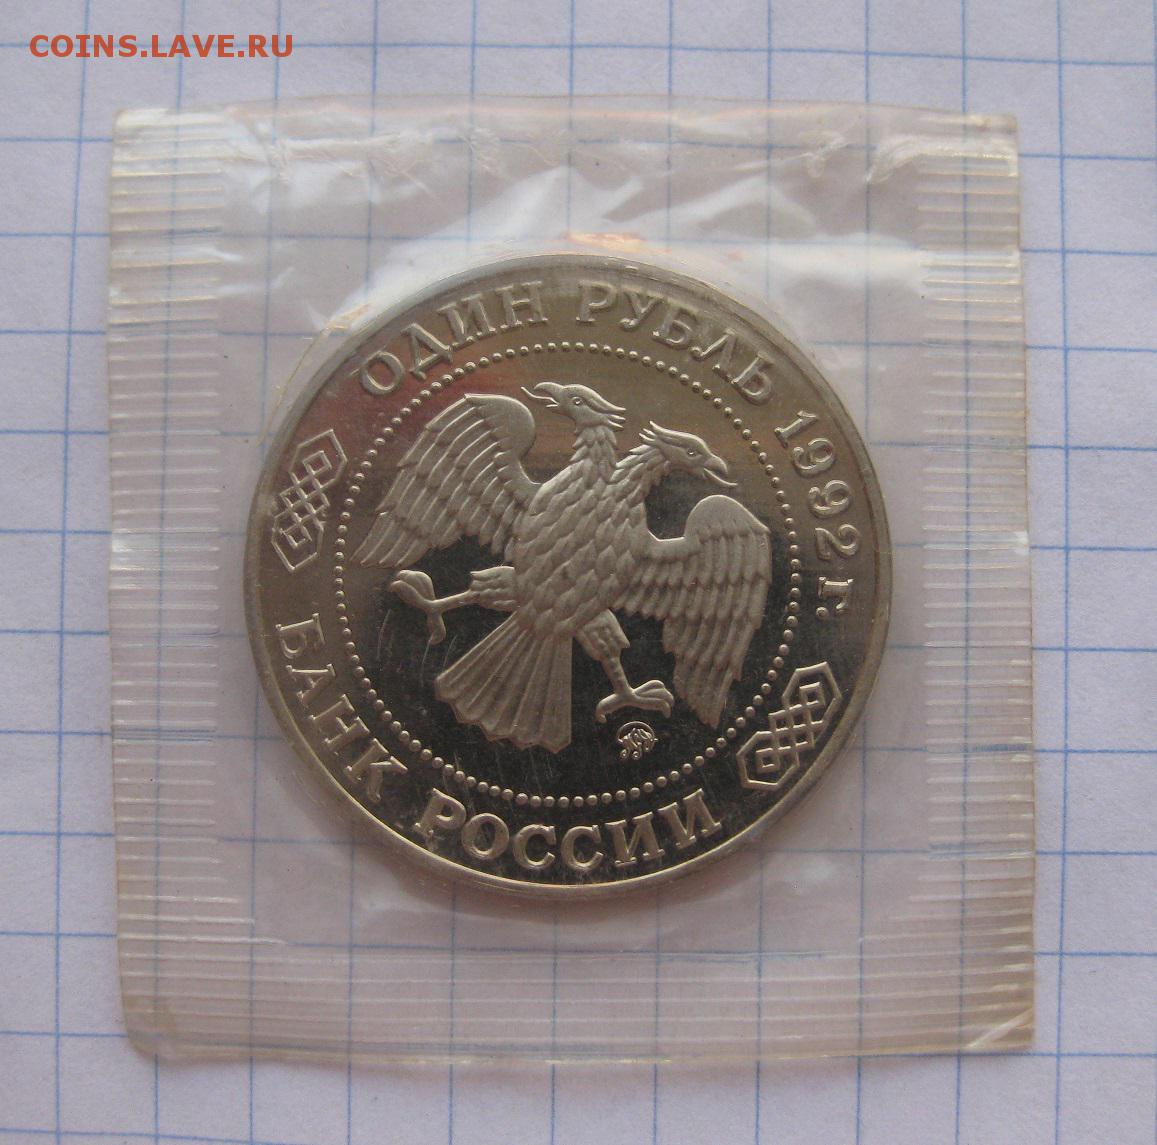 COINS.LAVE.RU
ОДИН РУБЛЬ 1992 г.
БАНК РОССИИ